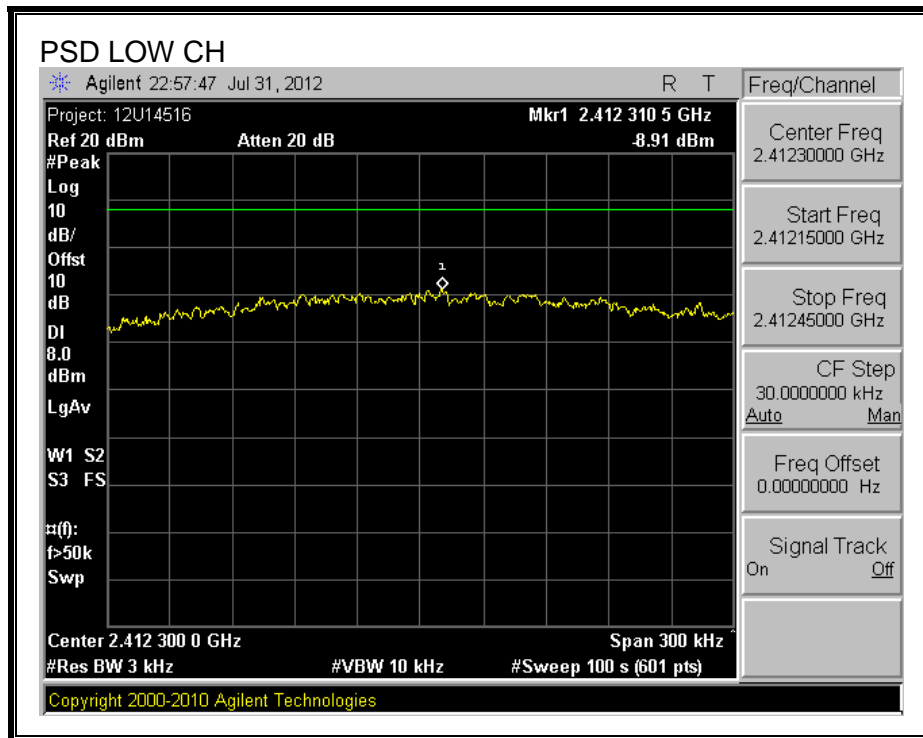 PSD LOW CH
Agilent 22:57:47 Jul 31, 2012 R T
Project: 12U14516 Mkr1 2.412 310 5 GHz
Ref 20 dBm Atten 20 dB -8.91 dBm
#Peak
Log
10
dB/
Offst
10
dB
DI
8.0
dBm
LgAv
W1 S2
S3 FS
¤(f):
f>50k
Swp
1
Center 2.412 300 0 GHz Span 300 kHz ^
#Res BW 3 kHz #VBW 10 kHz #Sweep 100 s (601 pts)
Copyright 2000-2010 Agilent Technologies
Freq/Channel
Center Freq
2.41230000 GHz
Start Freq
2.41215000 GHz
Stop Freq
2.41245000 GHz
CF Step
30.0000000 kHz
Auto Man
Freq Offset
0.00000000 Hz
Signal Track
On Off